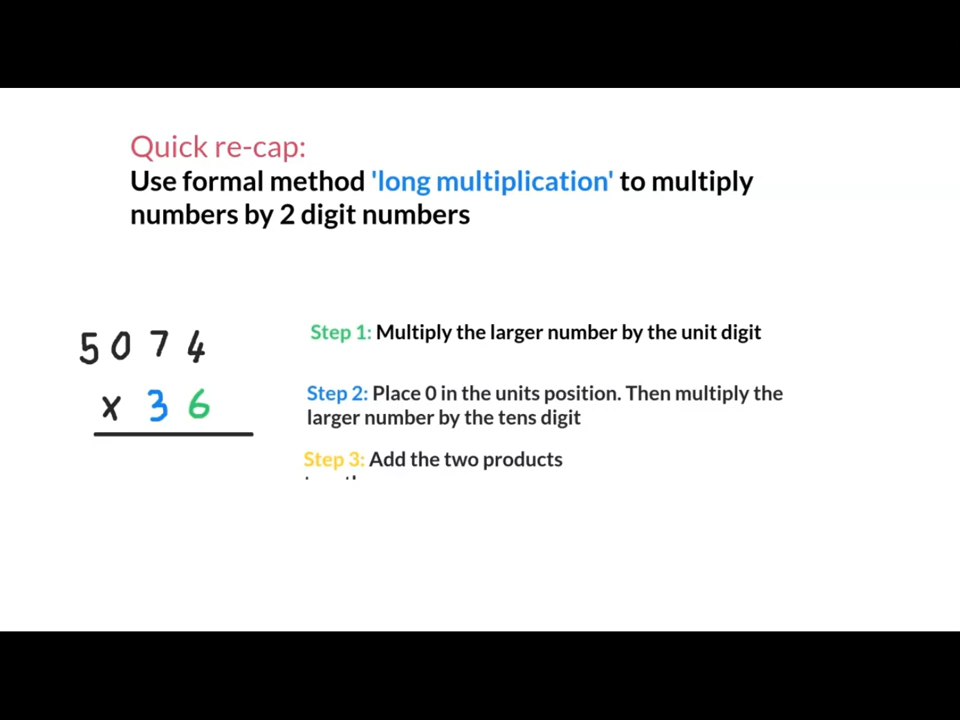 Quick re-cap:
Use formal method 'long multiplication' to multiply
numbers by 2 digit numbers
5 0 7 4
Step 1: Multiply the larger number by the unit digit
x 3 6
Step 2: Place 0 in the units position. Then multiply the
larger number by the tens digit
Step 3: Add the two products